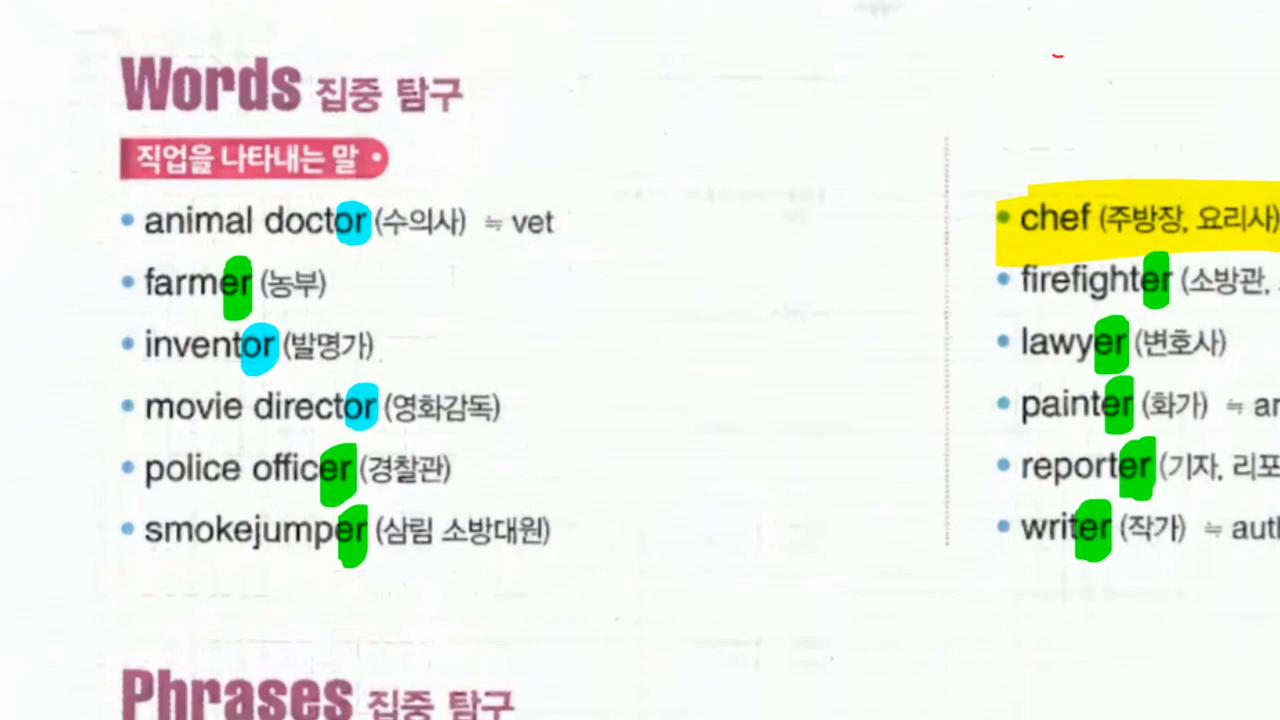 Words 집중 탐구
직업을 나타내는 말
• animal doctor (수의사) ≒ vet
• farmer (농부)
• inventor (발명가)
• movie director (영화감독)
• police officer (경찰관)
• smokejumper (삼림 소방대원)
• chef (주방장, 요리사)
• firefighter (소방관,
• lawyer (변호사)
• painter (화가) ≒
• reporter (기자,
• writer (작가) ≒
Phrases 집중 탐구